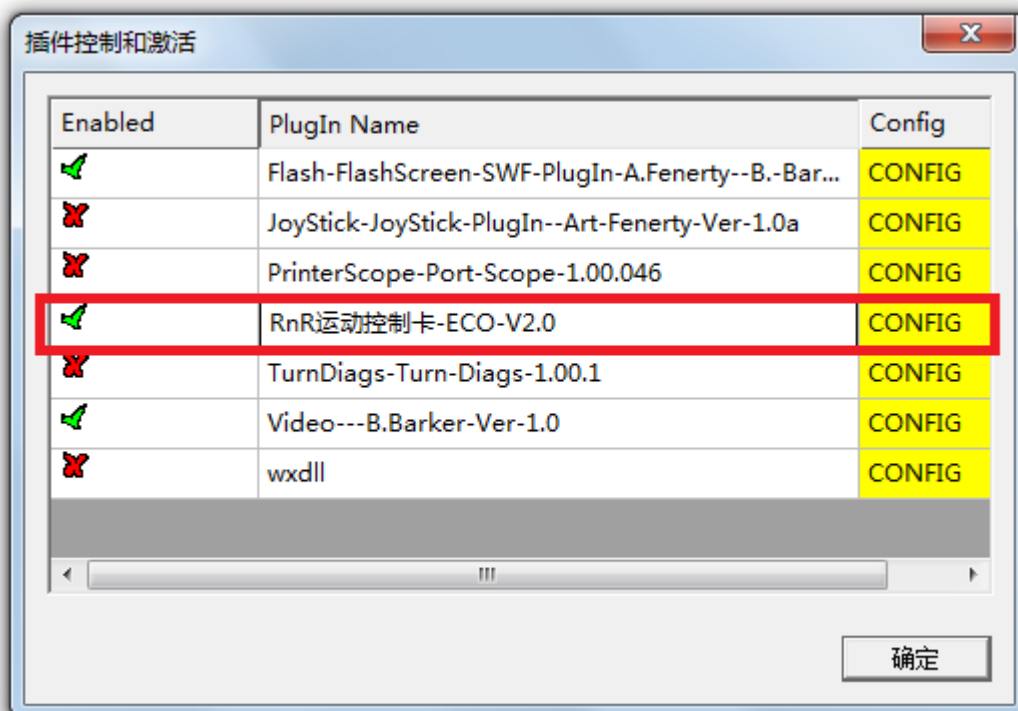 插件控制和激活
Enabled PlugIn Name Config
Flash-FlashScreen-SWF-PlugIn-A.Fenerty--B.-Bar... CONFIG
JoyStick-JoyStick-PlugIn--Art-Fenerty-Ver-1.0a CONFIG
PrinterScope-Port-Scope-1.00.046 CONFIG
RnR运动控制卡-ECO-V2.0 CONFIG
TurnDiags-Turn-Diags-1.00.1 CONFIG
Video---B.Barker-Ver-1.0 CONFIG
wxdll CONFIG
确定